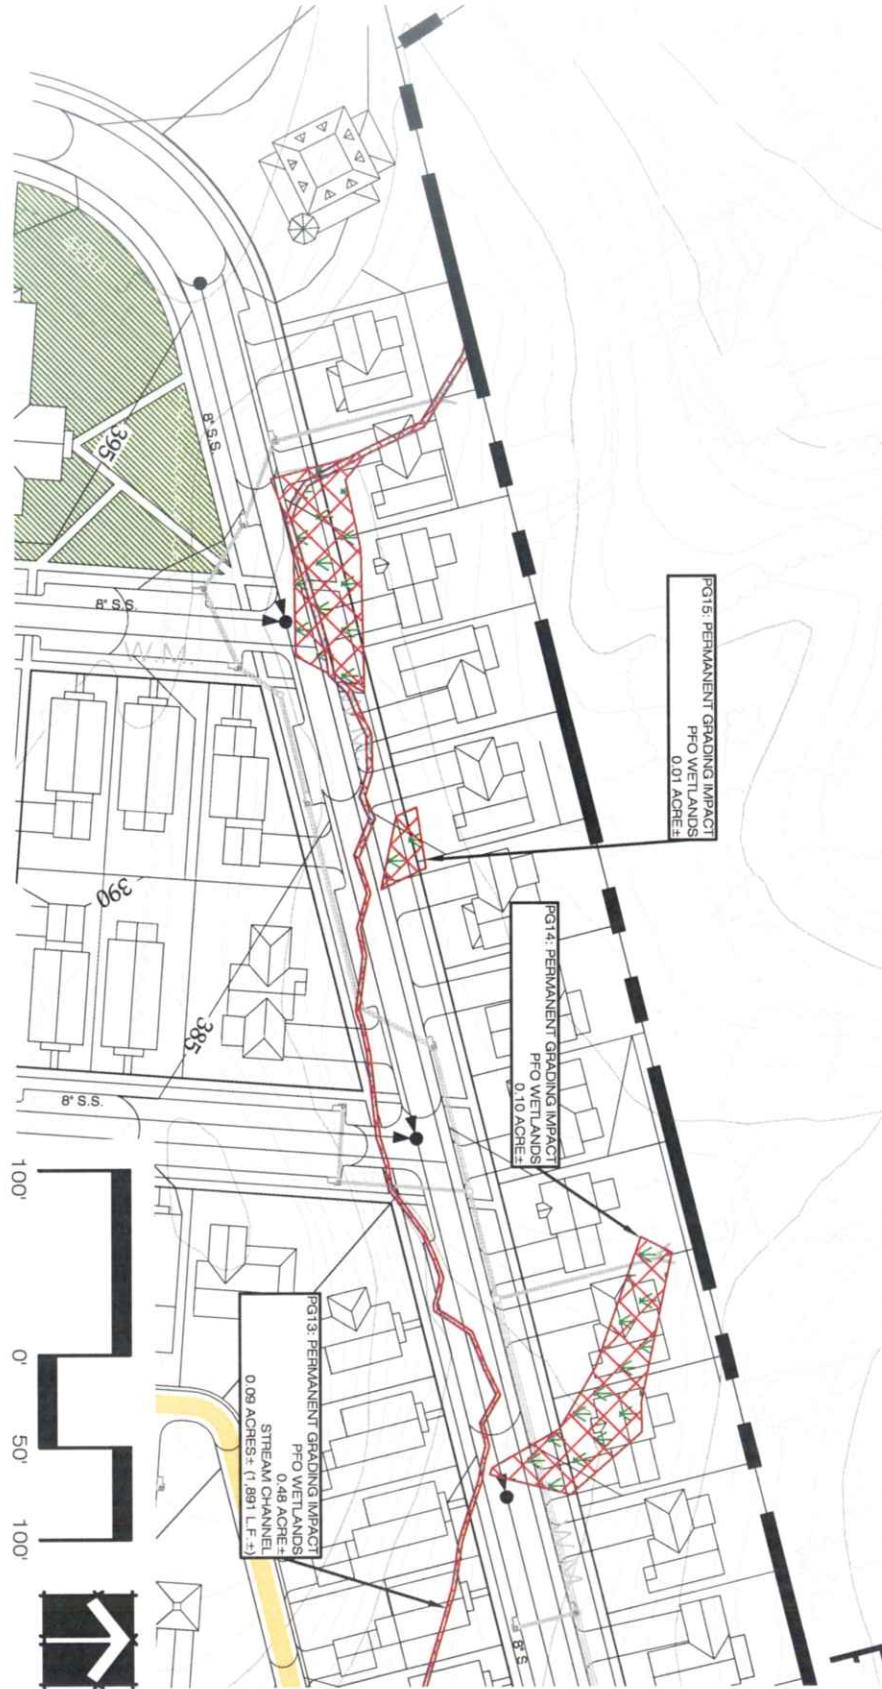 PG15: PERMANENT GRADING IMPACT
PFO WETLANDS
0.01 ACRE±
PG14: PERMANENT GRADING IMPACT
PFO WETLANDS
0.10 ACRE±
PG13: PERMANENT GRADING IMPACT
PFO WETLANDS
0.48 ACRE±
STREAM CHANNEL
0.09 ACRES± (1,891 L.F.±)
8" S.S.
395
8" S.S.
W.M.
390
385
8" S.S.
8" S
100'
0'
50'
100'